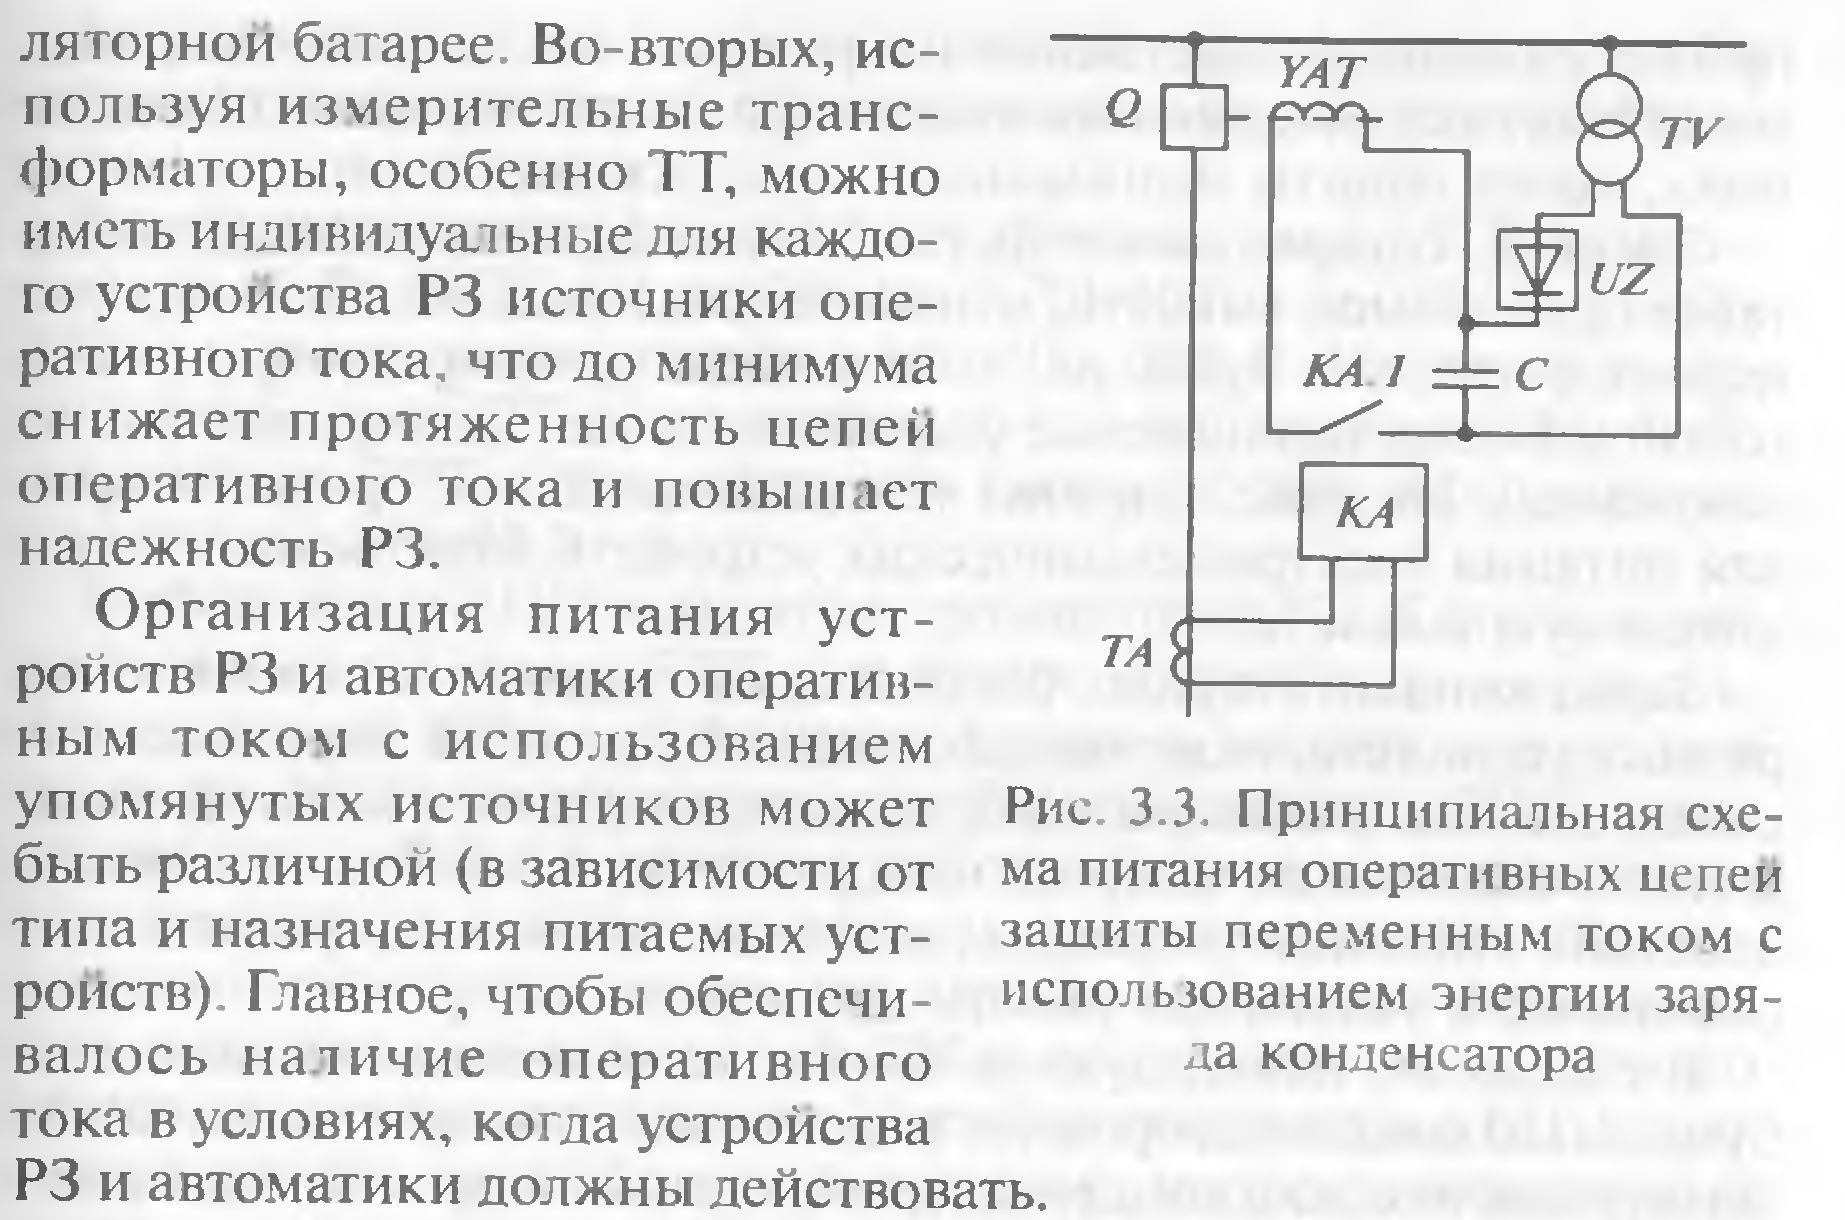 ляторной батарее. Во-вторых, ис-
пользуя измерительные транс-
форматоры, особенно ТТ, можно
иметь индивидуальные для каждо-
го устройства РЗ источники опе-
ративного тока, что до минимума
снижает протяженность цепей
оперативного тока и повышает
надежность РЗ.
Организация питания уст-
ройств РЗ и автоматики оператив-
ным током с использованием
упомянутых источников может
быть различной (в зависимости от
типа и назначения питаемых уст-
ройств). Главное, чтобы обеспечи-
валось наличие оперативного
тока в условиях, когда устройства
РЗ и автоматики должны действовать.
YAT
Q
TV
UZ
KA.1
C
KA
TA
Рис. 3.3. Принципиальная схе-
ма питания оперативных цепей
защиты переменным током с
использованием энергии заря-
да конденсатора